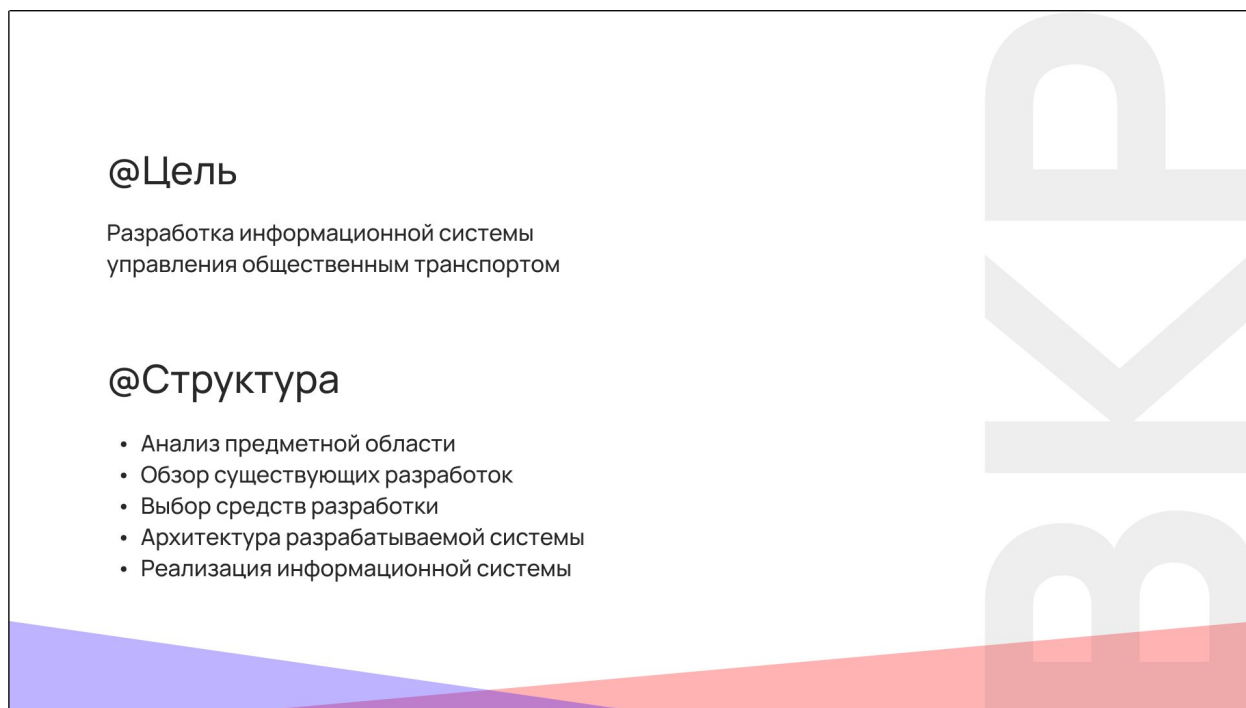 @Цель
Разработка информационной системы
управления общественным транспортом
@Структура
• Анализ предметной области
• Обзор существующих разработок
• Выбор средств разработки
• Архитектура разрабатываемой системы
• Реализация информационной системы
ВКР